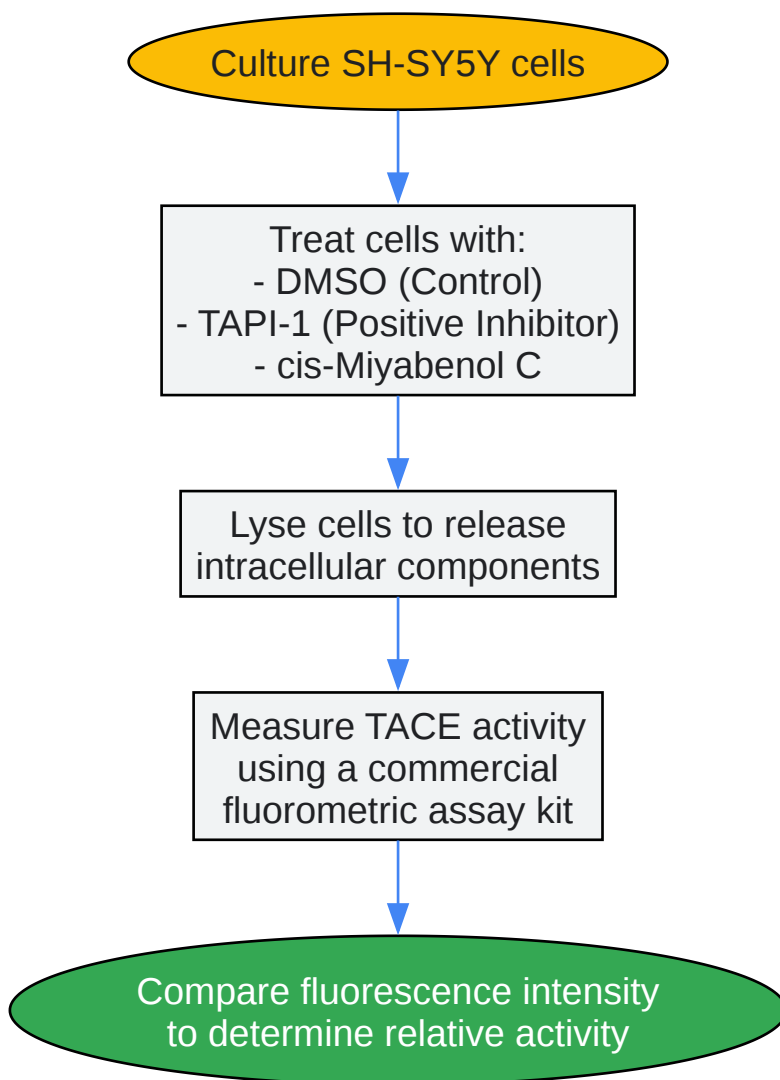 Culture SH-SY5Y cells
Treat cells with:
- DMSO (Control)
- TAPI-1 (Positive Inhibitor)
- cis-Miyabenol C
Lyse cells to release
intracellular components
Measure TACE activity
using a commercial
fluorometric assay kit
Compare fluorescence intensity
to determine relative activity